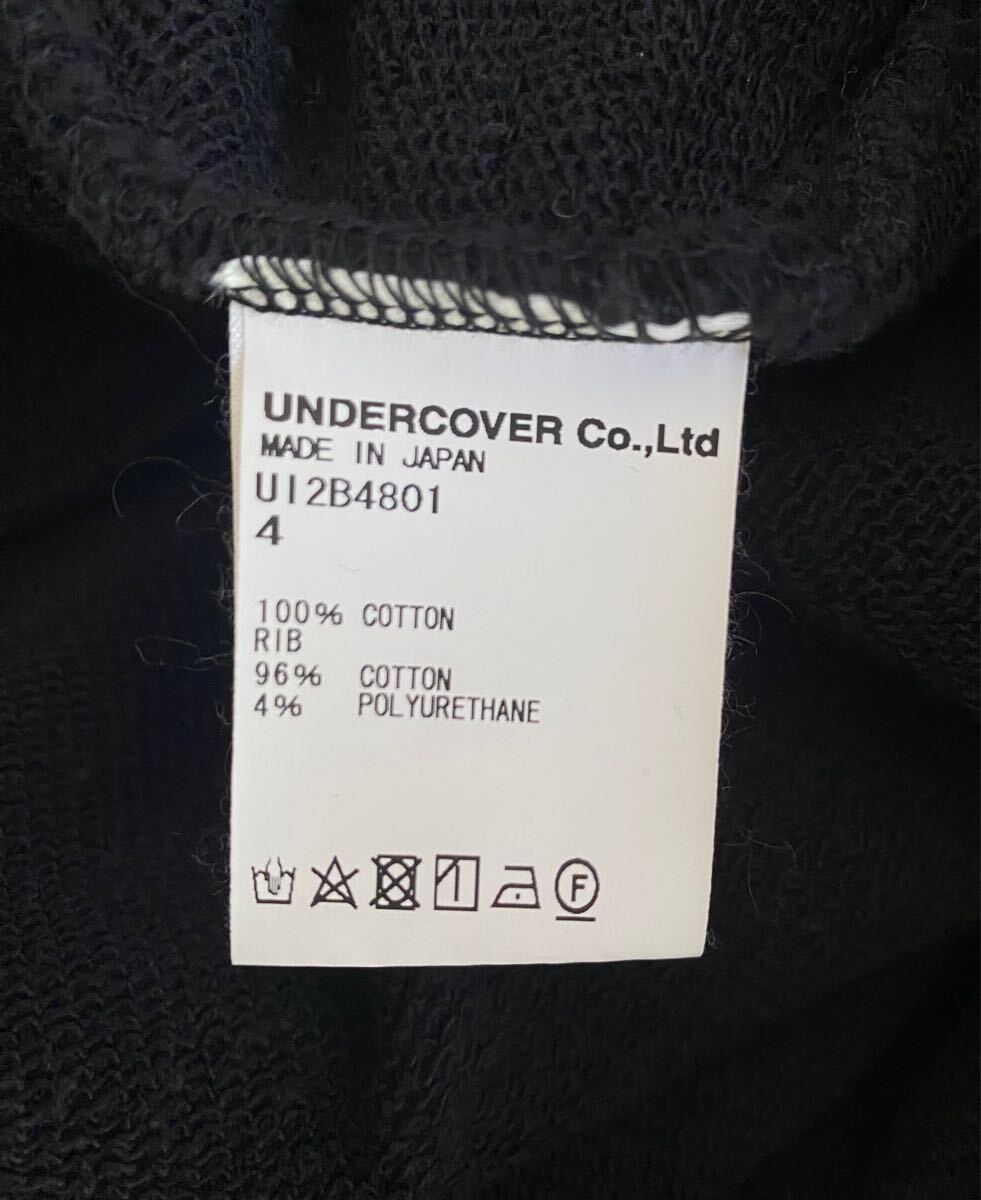 UNDERCOVER Co.,Ltd
MADE IN JAPAN
UI2B4801
4
100% COTTON
RIB
96% COTTON
4% POLYURETHANE
F